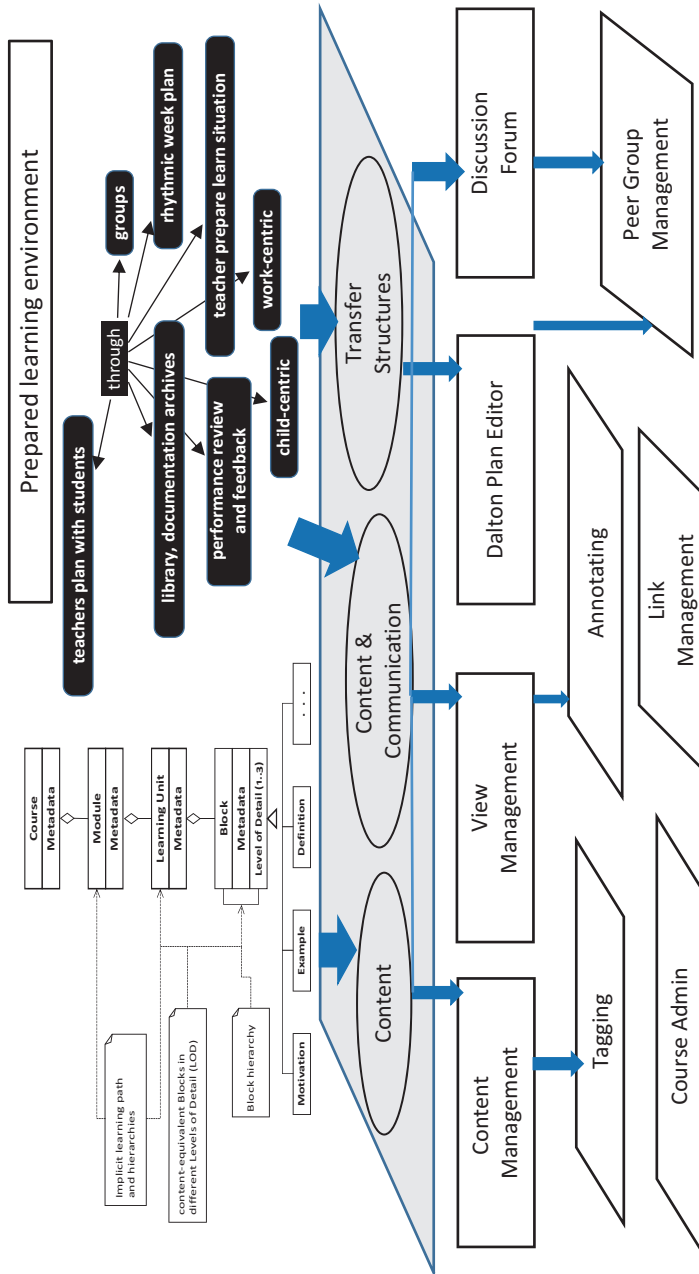 Prepared learning environment
teachers plan with students
through
groups
rhythmic week plan
library, documentation archives
teacher prepare learn situation
performance review
and feedback
work-centric
child-centric
Course
Metadata
Module
Metadata
Learning Unit
Metadata
Block
Metadata
Level of Detail (1..3)
Implicit learning path
and hierarchies
content-equivalent Blocks in
different Levels of Detail (LOD)
Block hierarchy
Motivation
Example
Definition
. . .
Content
Content &
Communication
Transfer
Structures
Content
Management
View
Management
Dalton Plan Editor
Discussion
Forum
Tagging
Annotating
Peer Group
Management
Course Admin
Link
Management